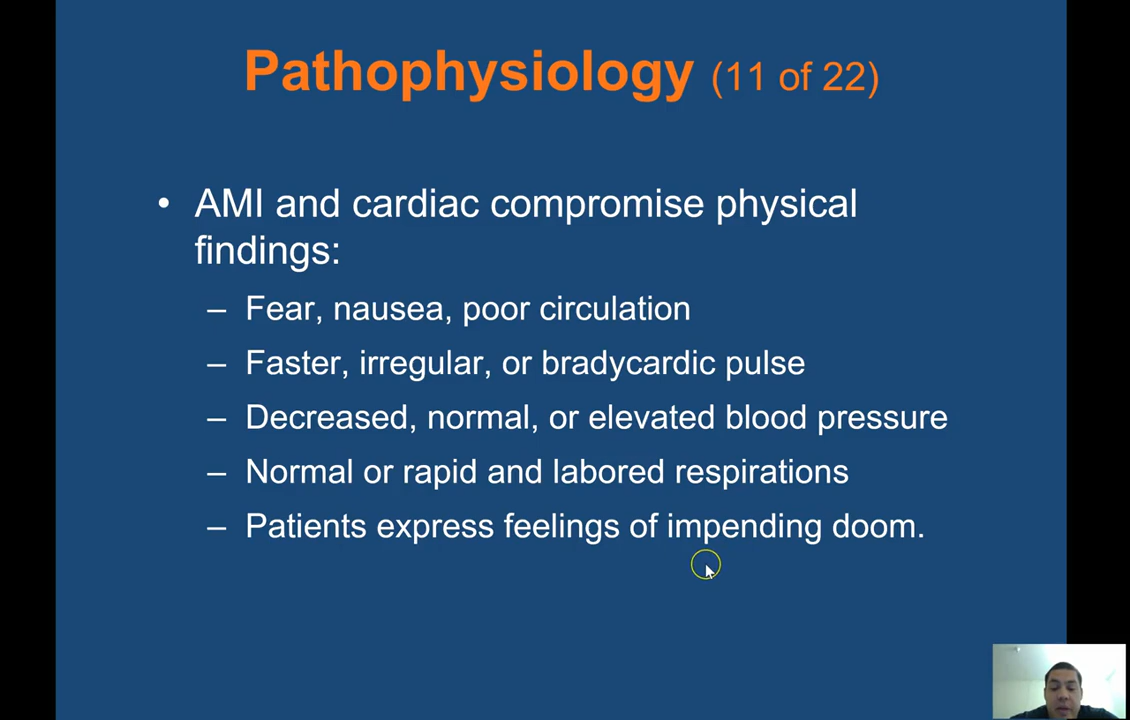 Pathophysiology (11 of 22)
• AMI and cardiac compromise physical
findings:
– Fear, nausea, poor circulation
– Faster, irregular, or bradycardic pulse
– Decreased, normal, or elevated blood pressure
– Normal or rapid and labored respirations
– Patients express feelings of impending doom.